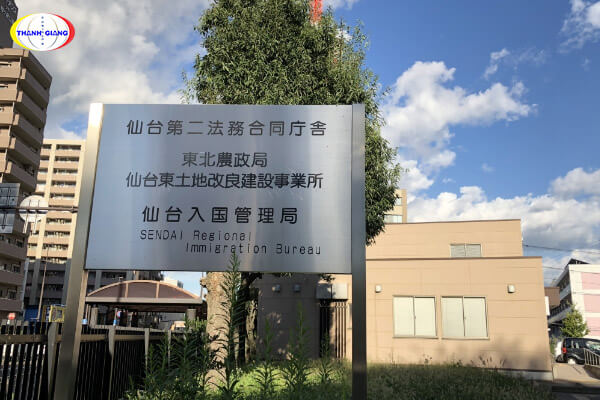 THANH GIANG
仙台第二法務合同庁舎
東北農政局
仙台東土地改良建設事業所
仙台入国管理局
SENDAI Regional
Immigration Bureau